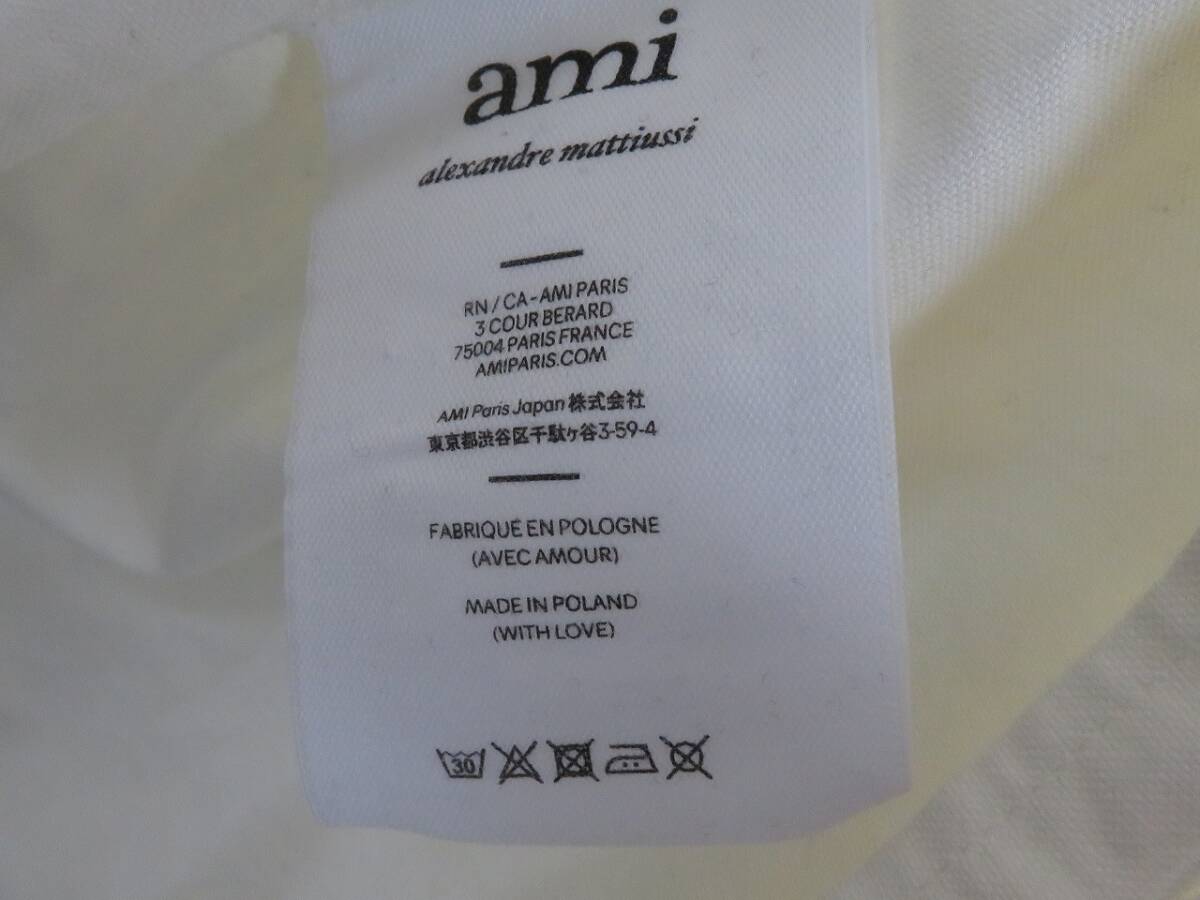 ami
alexandre mattiussi
RN / CA-AMI PARIS
3 COUR BERARD
75004 PARIS FRANCE
AMIPARIS.COM
AMI Paris Japan 株式会社
東京都渋谷区千駄ヶ谷3-59-4
FABRIQUE EN POLOGNE
(AVEC AMOUR)
MADE IN POLAND
(WITH LOVE)
30